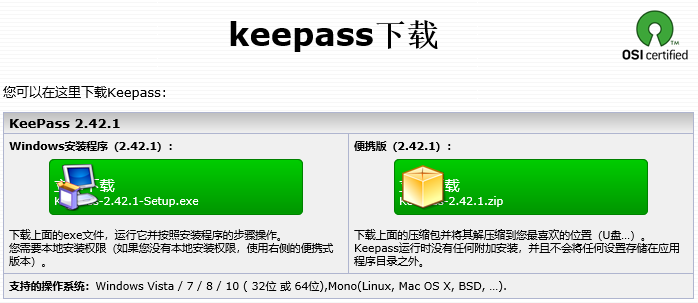 keepass下载
OSI certified
TM
您可以在这里下载Keepass:
KeePass 2.42.1
Windows安装程序（2.42.1）:
便携版（2.42.1）:
下载
-2.42.1-Setup.exe
下载
-2.42.1.zip
下载上面的exe文件，运行它并按照安装程序的步骤操作。
您需要本地安装权限（如果您没有本地安装权限，使用右侧的便携式
版本）。
下载上面的压缩包并将其解压缩到您最喜欢的位置（U盘...）。
Keepass运行时没有任何附加安装，并且不会将任何设置存储在应用
程序目录之外。
支持的操作系统: Windows Vista / 7 / 8 / 10 ( 32位 或 64位),Mono(Linux, Mac OS X, BSD, ...).